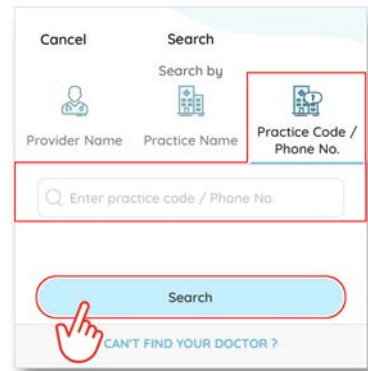 Cancel Search
Search by
Provider Name Practice Name Practice Code /
Phone No.
Enter practice code / Phone No.
Search
CAN'T FIND YOUR DOCTOR ?